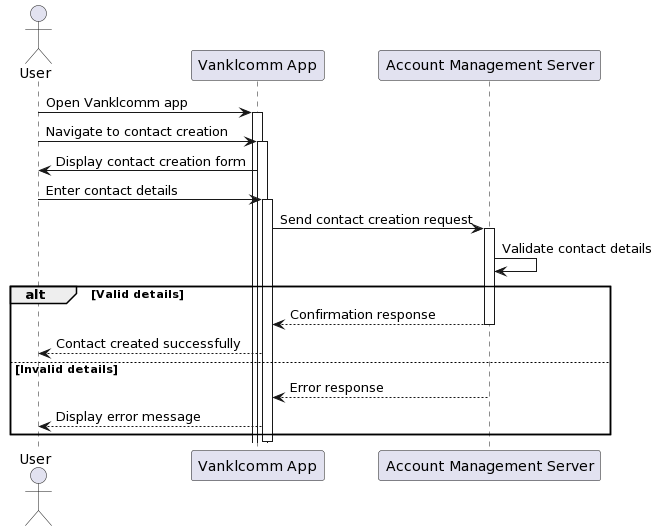 User
Vanklcomm App
Account Management Server
Open Vanklcomm app
Navigate to contact creation
Display contact creation form
Enter contact details
Send contact creation request
Validate contact details
alt
[Valid details]
Confirmation response
Contact created successfully
[Invalid details]
Error response
Display error message
User
Vanklcomm App
Account Management Server